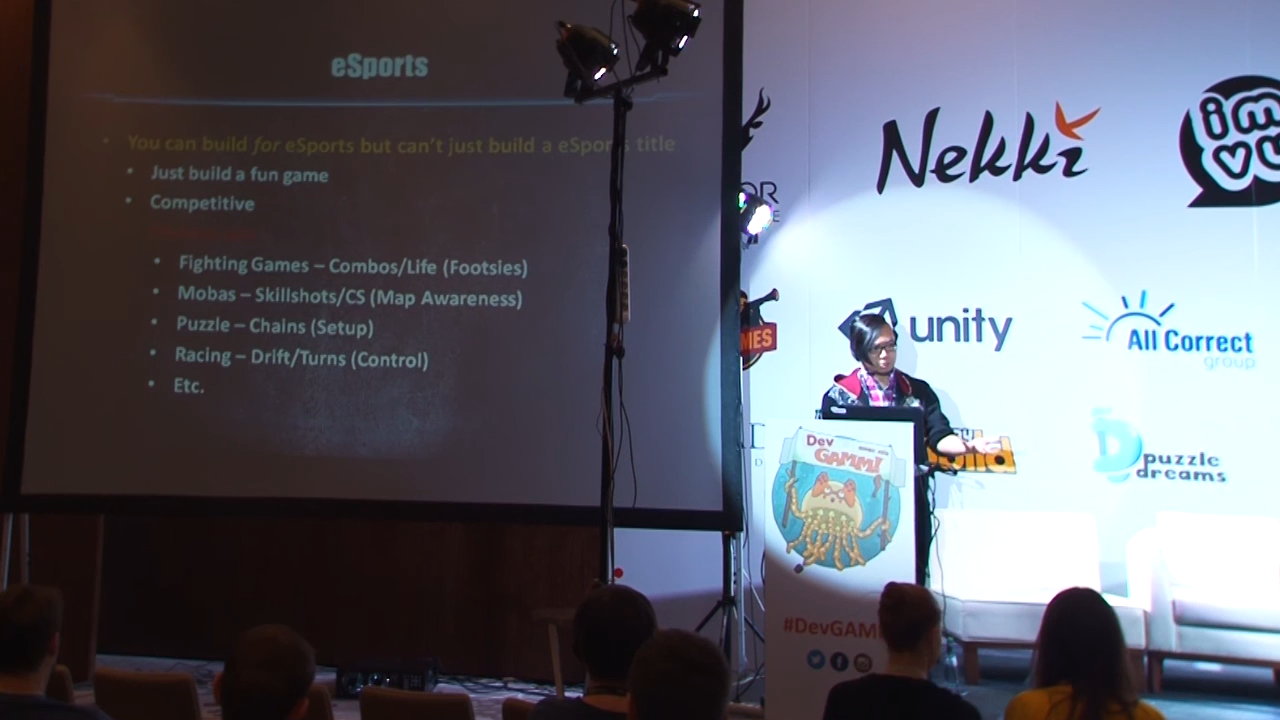 eSports
• You can build for eSports but can't just build a eSports title
• Just build a fun game
• Competitive
• Fighting Games – Combos/Life (Footsies)
• Mobas – Skillshots/CS (Map Awareness)
• Puzzle – Chains (Setup)
• Racing – Drift/Turns (Control)
• Etc.
Nekki
unity
All Correct
group
puzzle
dreams
Dev
GAMM!
#DevGAM